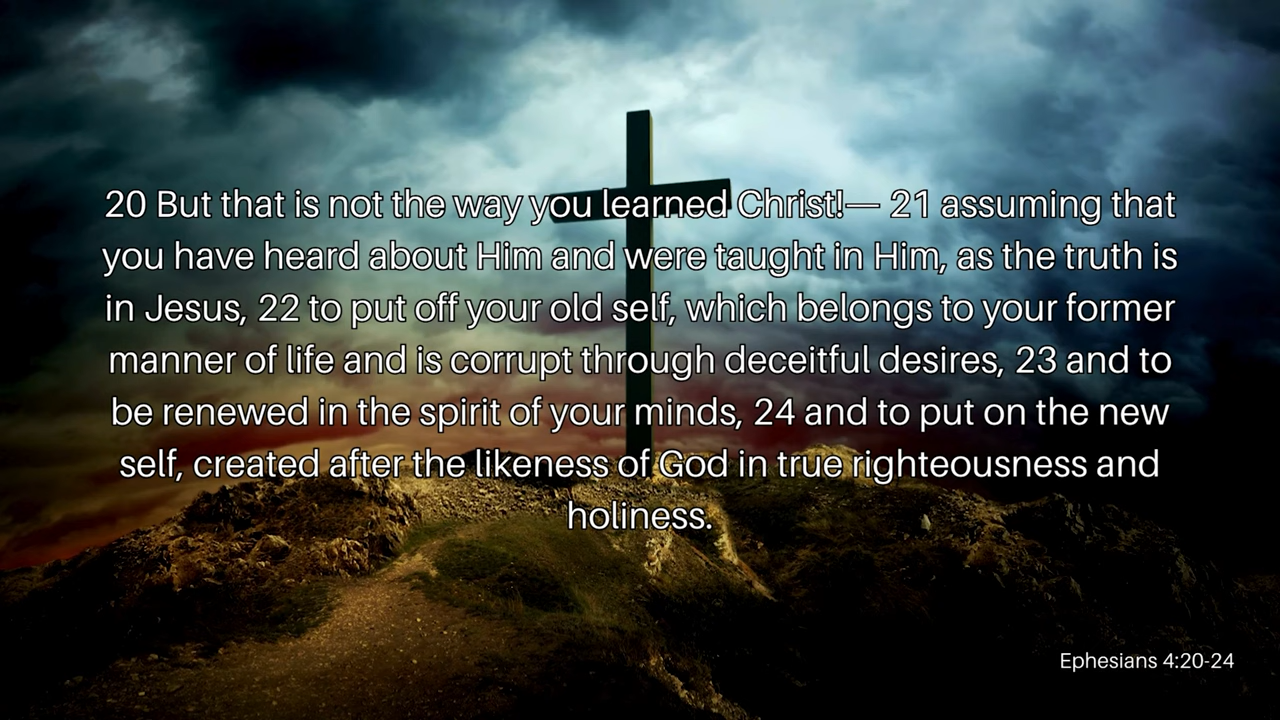 20 But that is not the way you learned Christ!— 21 assuming that
you have heard about Him and were taught in Him, as the truth is
in Jesus, 22 to put off your old self, which belongs to your former
manner of life and is corrupt through deceitful desires, 23 and to
be renewed in the spirit of your minds, 24 and to put on the new
self, created after the likeness of God in true righteousness and
holiness.
Ephesians 4:20-24